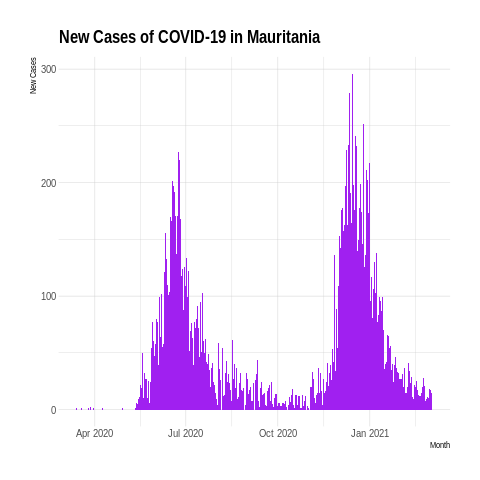 New Cases of COVID-19 in Mauritania
New Cases
300
200
100
0
Apr 2020
Jul 2020
Oct 2020
Jan 2021
Month